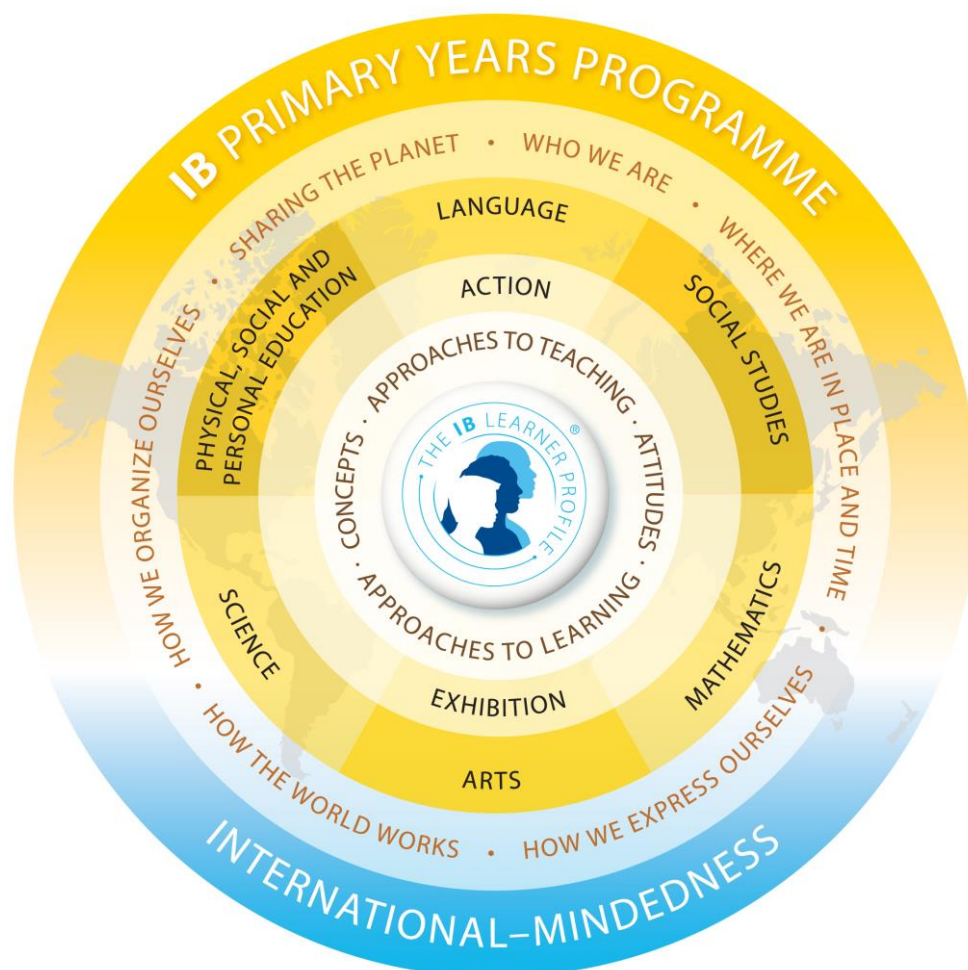 IB PRIMARY YEARS PROGRAMME
SHARING THE PLANET • WHO WE ARE • WHERE WE ARE IN PLACE AND TIME • HOW WE EXPRESS OURSELVES • HOW THE WORLD WORKS • HOW WE ORGANIZE OURSELVES •
LANGUAGE
SOCIAL STUDIES
MATHEMATICS
ARTS
SCIENCE
PHYSICAL, SOCIAL AND
PERSONAL EDUCATION
ACTION
EXHIBITION
APPROACHES TO TEACHING · ATTITUDES · APPROACHES TO LEARNING · CONCEPTS ·
THE IB LEARNER PROFILE ®
INTERNATIONAL–MINDEDNESS